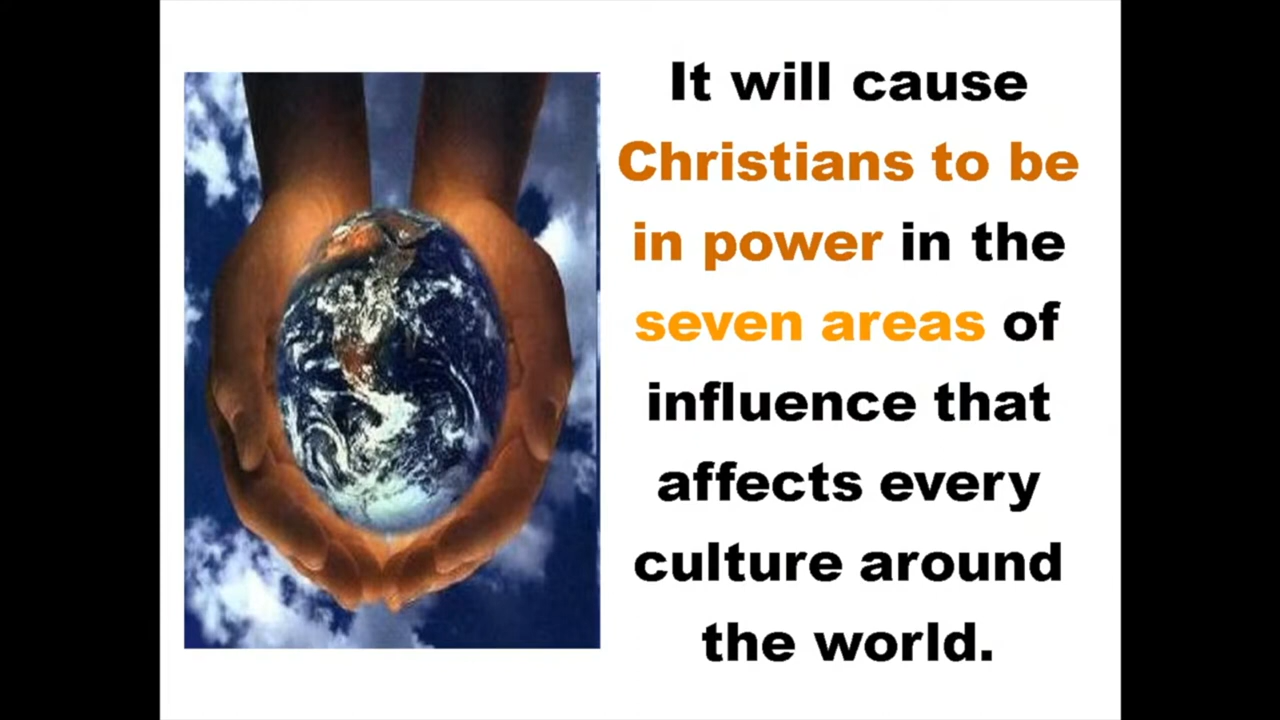 It will cause
Christians to be
in power in the
seven areas of
influence that
affects every
culture around
the world.